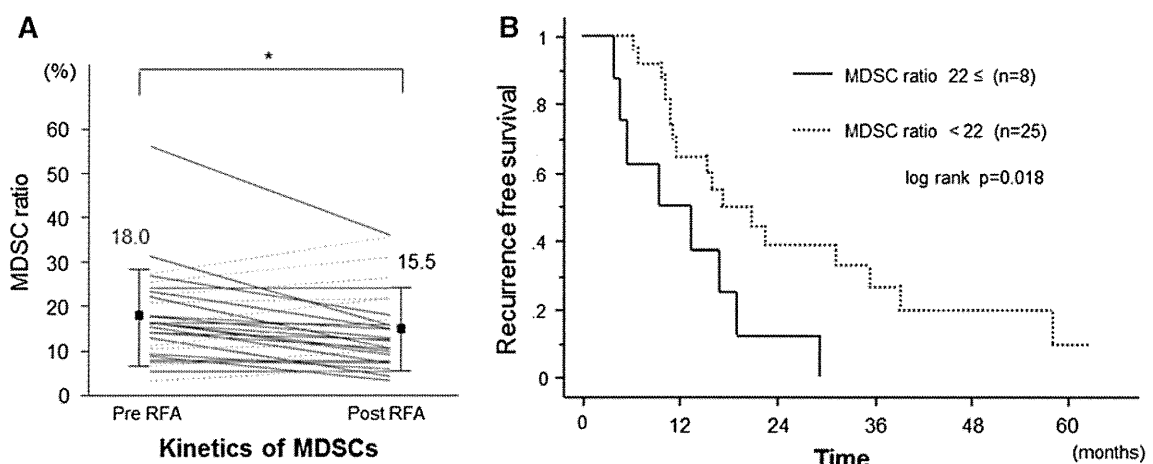 A
(%)
*
60
50
40
30
20
10
0
MDSC ratio
18.0
15.5
Pre RFA
Post RFA
Kinetics of MDSCs
B
Recurrence free survival
1
.8
.6
.4
.2
0
MDSC ratio 22 ≤ (n=8)
MDSC ratio < 22 (n=25)
log rank p=0.018
0 12 24 36 48 60
Time
(months)